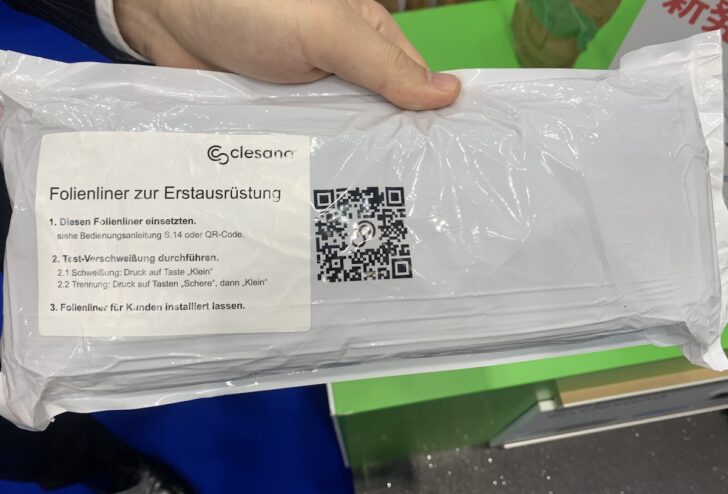 clesana
Folienliner zur Erstausrüstung
1. Diesen Folienliner einsetzten.
siehe Bedienungsanleitung S.14 oder QR-Code.
2. Test-Verschweißung durchführen.
2.1 Schweißung: Druck auf Taste „Klein"
2.2 Trennung: Druck auf Tasten „Schere", dann „Klein"
3. Folienliner für Kunden installiert lassen.
新